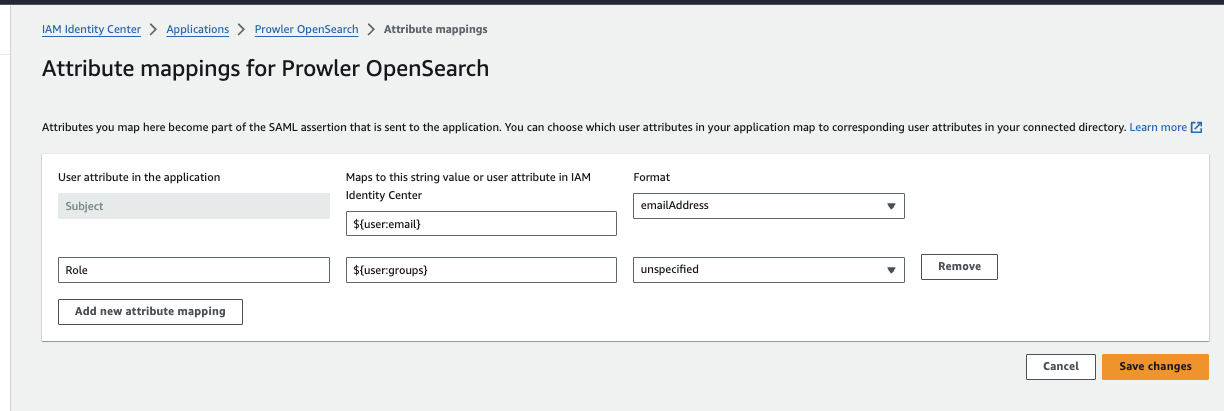 IAM Identity Center > Applications > Prowler OpenSearch > Attribute mappings
Attribute mappings for Prowler OpenSearch
Attributes you map here become part of the SAML assertion that is sent to the application. You can choose which user attributes in your application map to corresponding user attributes in your connected directory. Learn more
User attribute in the application
Maps to this string value or user attribute in IAM
Identity Center
Format
Subject
${user:email}
emailAddress
Role
${user:groups}
unspecified
Remove
Add new attribute mapping
Cancel
Save changes